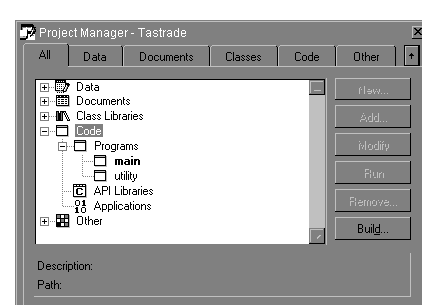 Project Manager - Tastrade
All Data Documents Classes Code Other
Data
Documents
Class Libraries
Code
Programs
main
utility
API Libraries
Applications
Other
New...
Add...
Modify
Run
Remove...
Build...
Description:
Path: